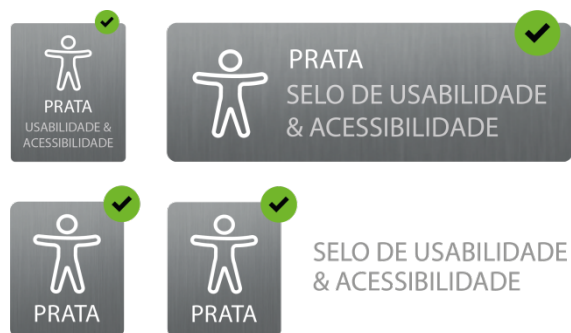 PRATA
USABILIDADE &
ACESSIBILIDADE
PRATA
SELO DE USABILIDADE
& ACESSIBILIDADE
PRATA
PRATA
SELO DE USABILIDADE
& ACESSIBILIDADE